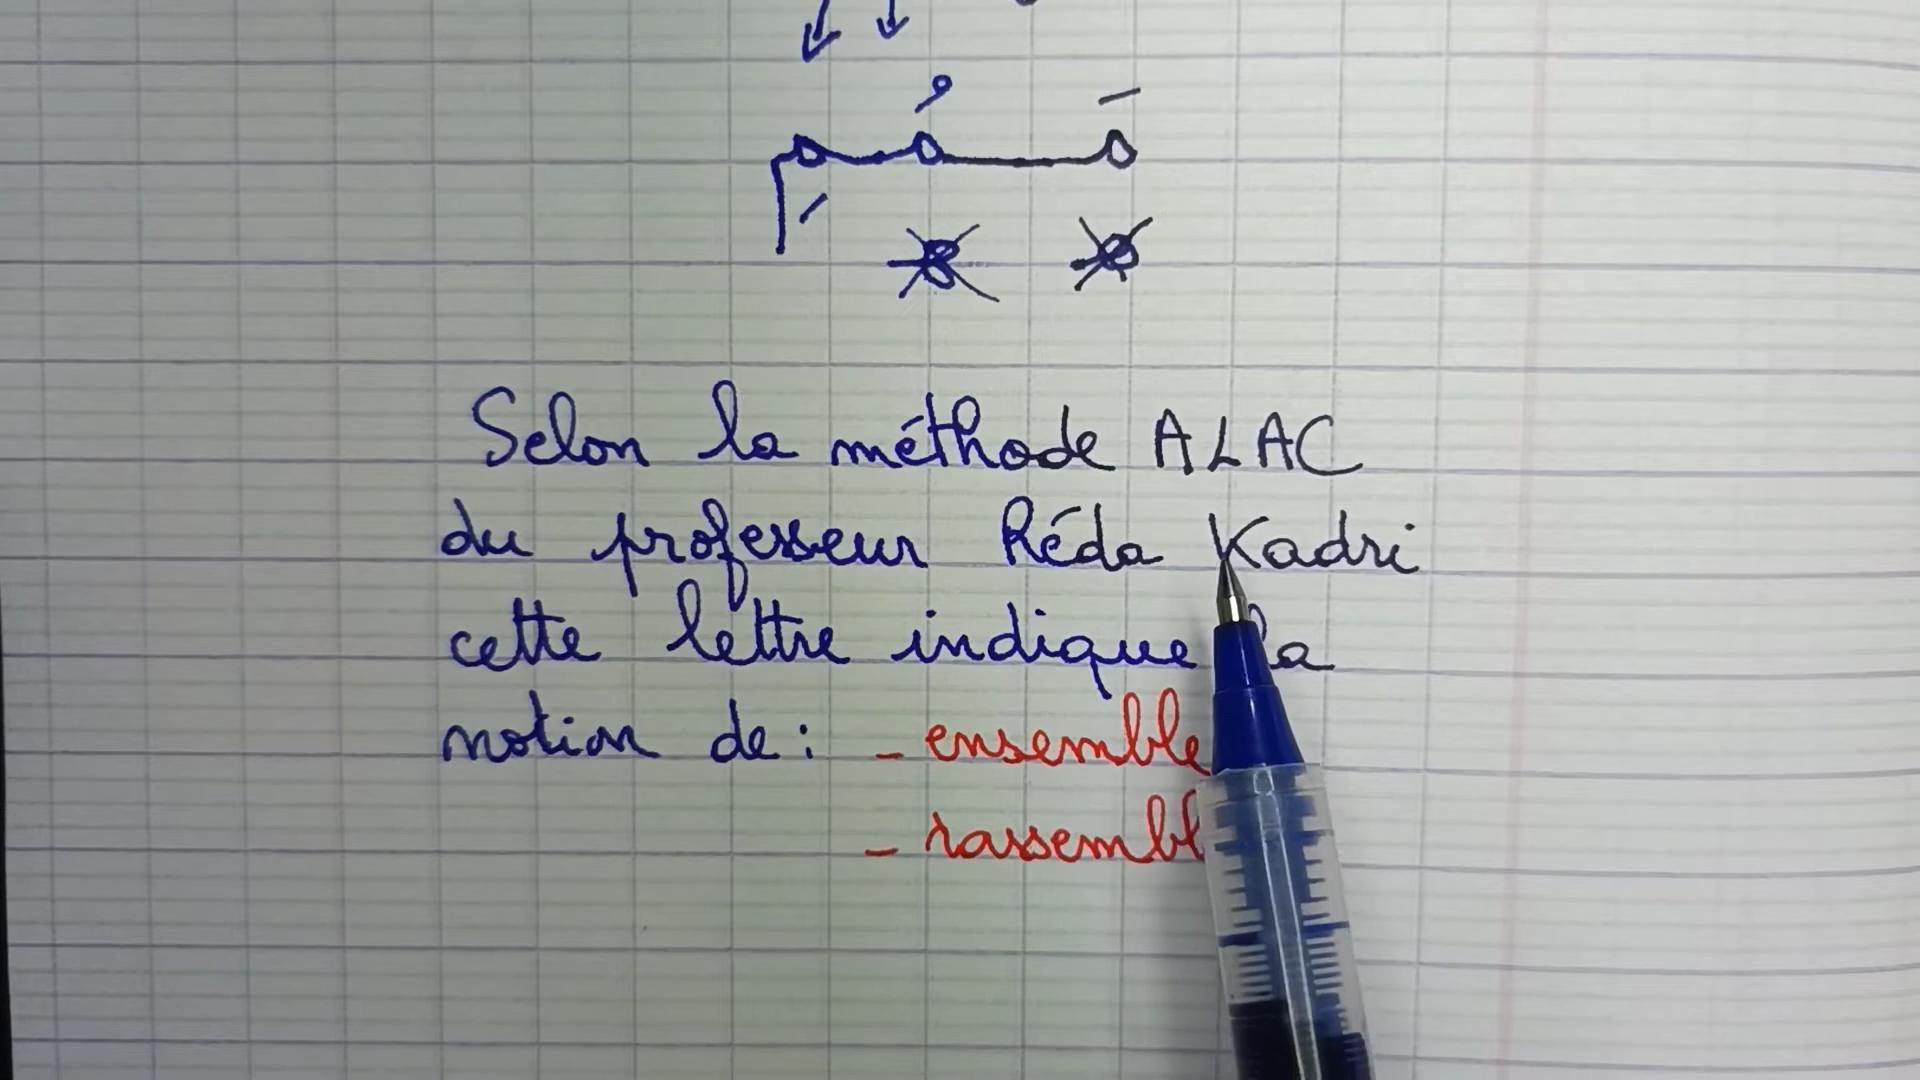 مَمُمِ
Selon la méthode ALAC
du professeur Réda Kadri
cette lettre indique la
notion de : - ensemble
- rassembl